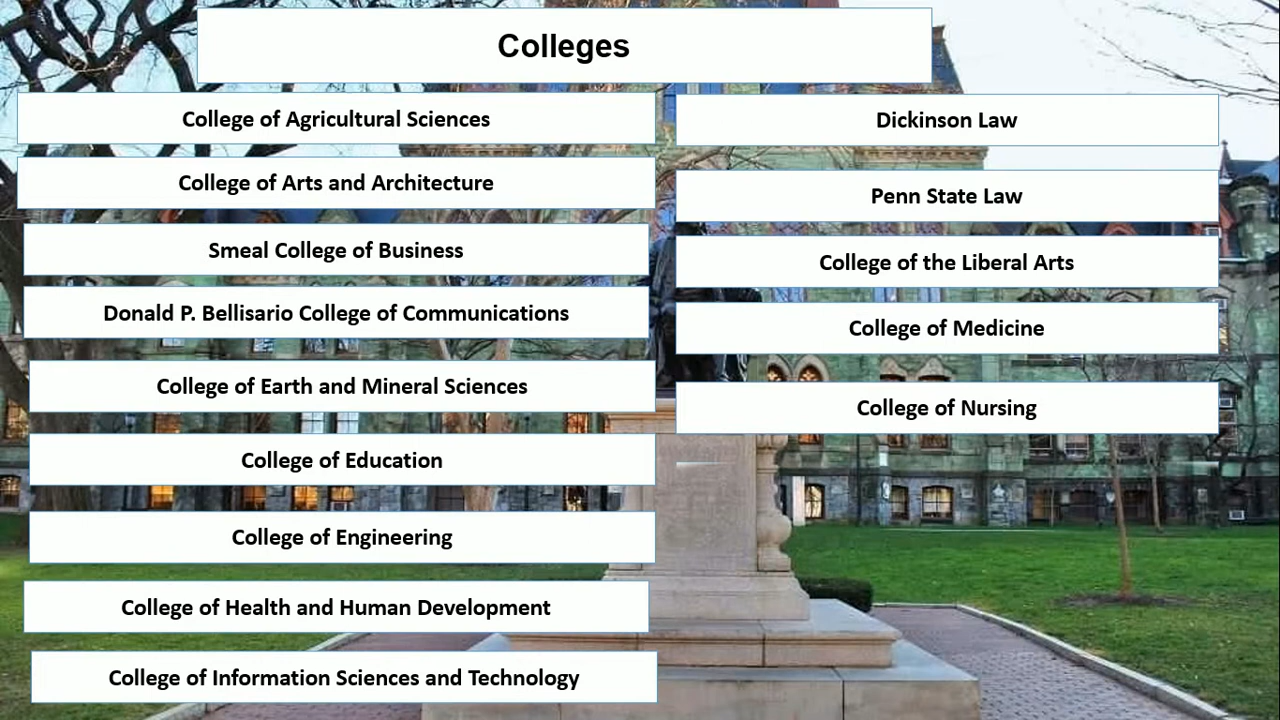 Colleges
College of Agricultural Sciences
College of Arts and Architecture
Smeal College of Business
Donald P. Bellisario College of Communications
College of Earth and Mineral Sciences
College of Education
College of Engineering
College of Health and Human Development
College of Information Sciences and Technology
Dickinson Law
Penn State Law
College of the Liberal Arts
College of Medicine
College of Nursing